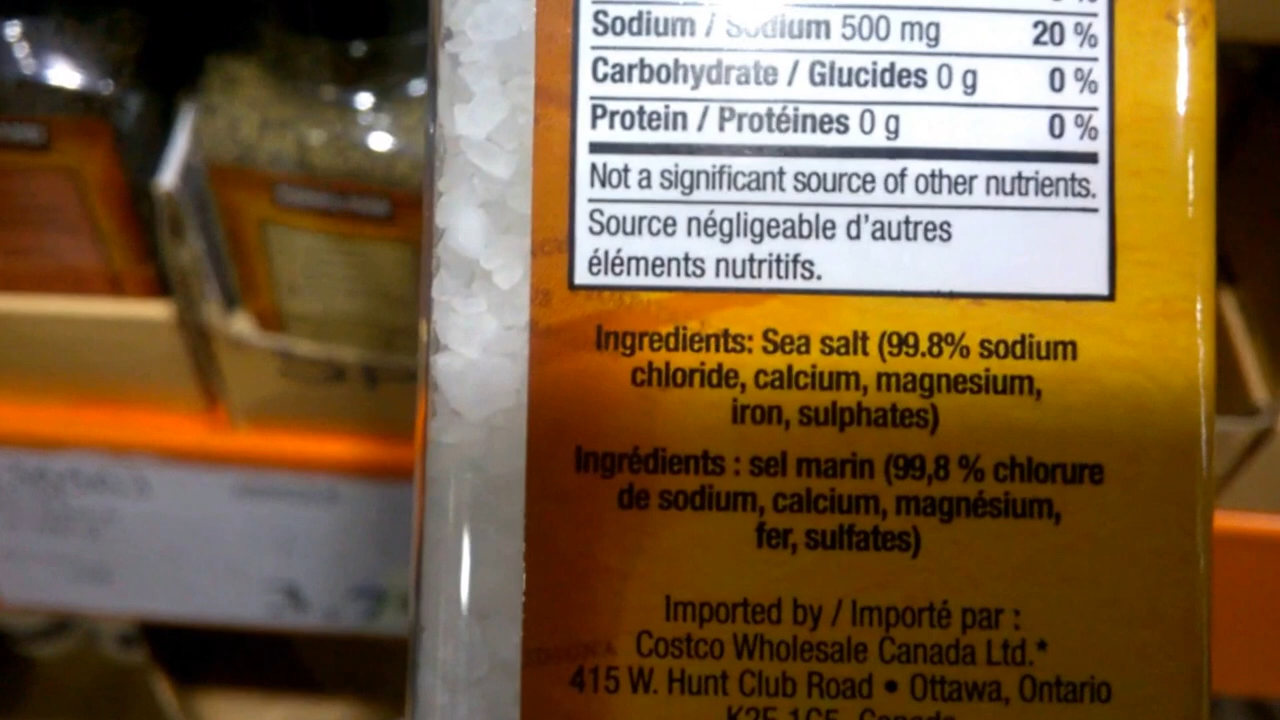 Sodium / Sodium 500 mg 20 %
Carbohydrate / Glucides 0 g 0 %
Protein / Protéines 0 g 0 %
Not a significant source of other nutrients.
Source négligeable d'autres
éléments nutritifs.
Ingredients: Sea salt (99.8% sodium
chloride, calcium, magnesium,
iron, sulphates)
Ingrédients : sel marin (99,8 % chlorure
de sodium, calcium, magnésium,
fer, sulfates)
Imported by / Importé par :
Costco Wholesale Canada Ltd.*
415 W. Hunt Club Road • Ottawa, Ontario
Canada